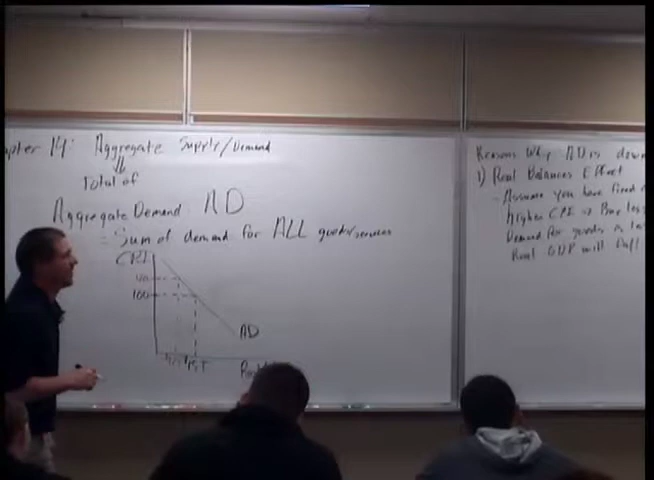 pter 14: Aggregate Supply/Demand
Total of
Aggregate Demand AD
= Sum of demand for ALL goods/services
CPI
100
AD
Real
Reasons Why AD is down
1) Real Balances Effect
- Assume you have fixed
Higher CPI → Buy less
Demand for goods is
Real GDP will Fall